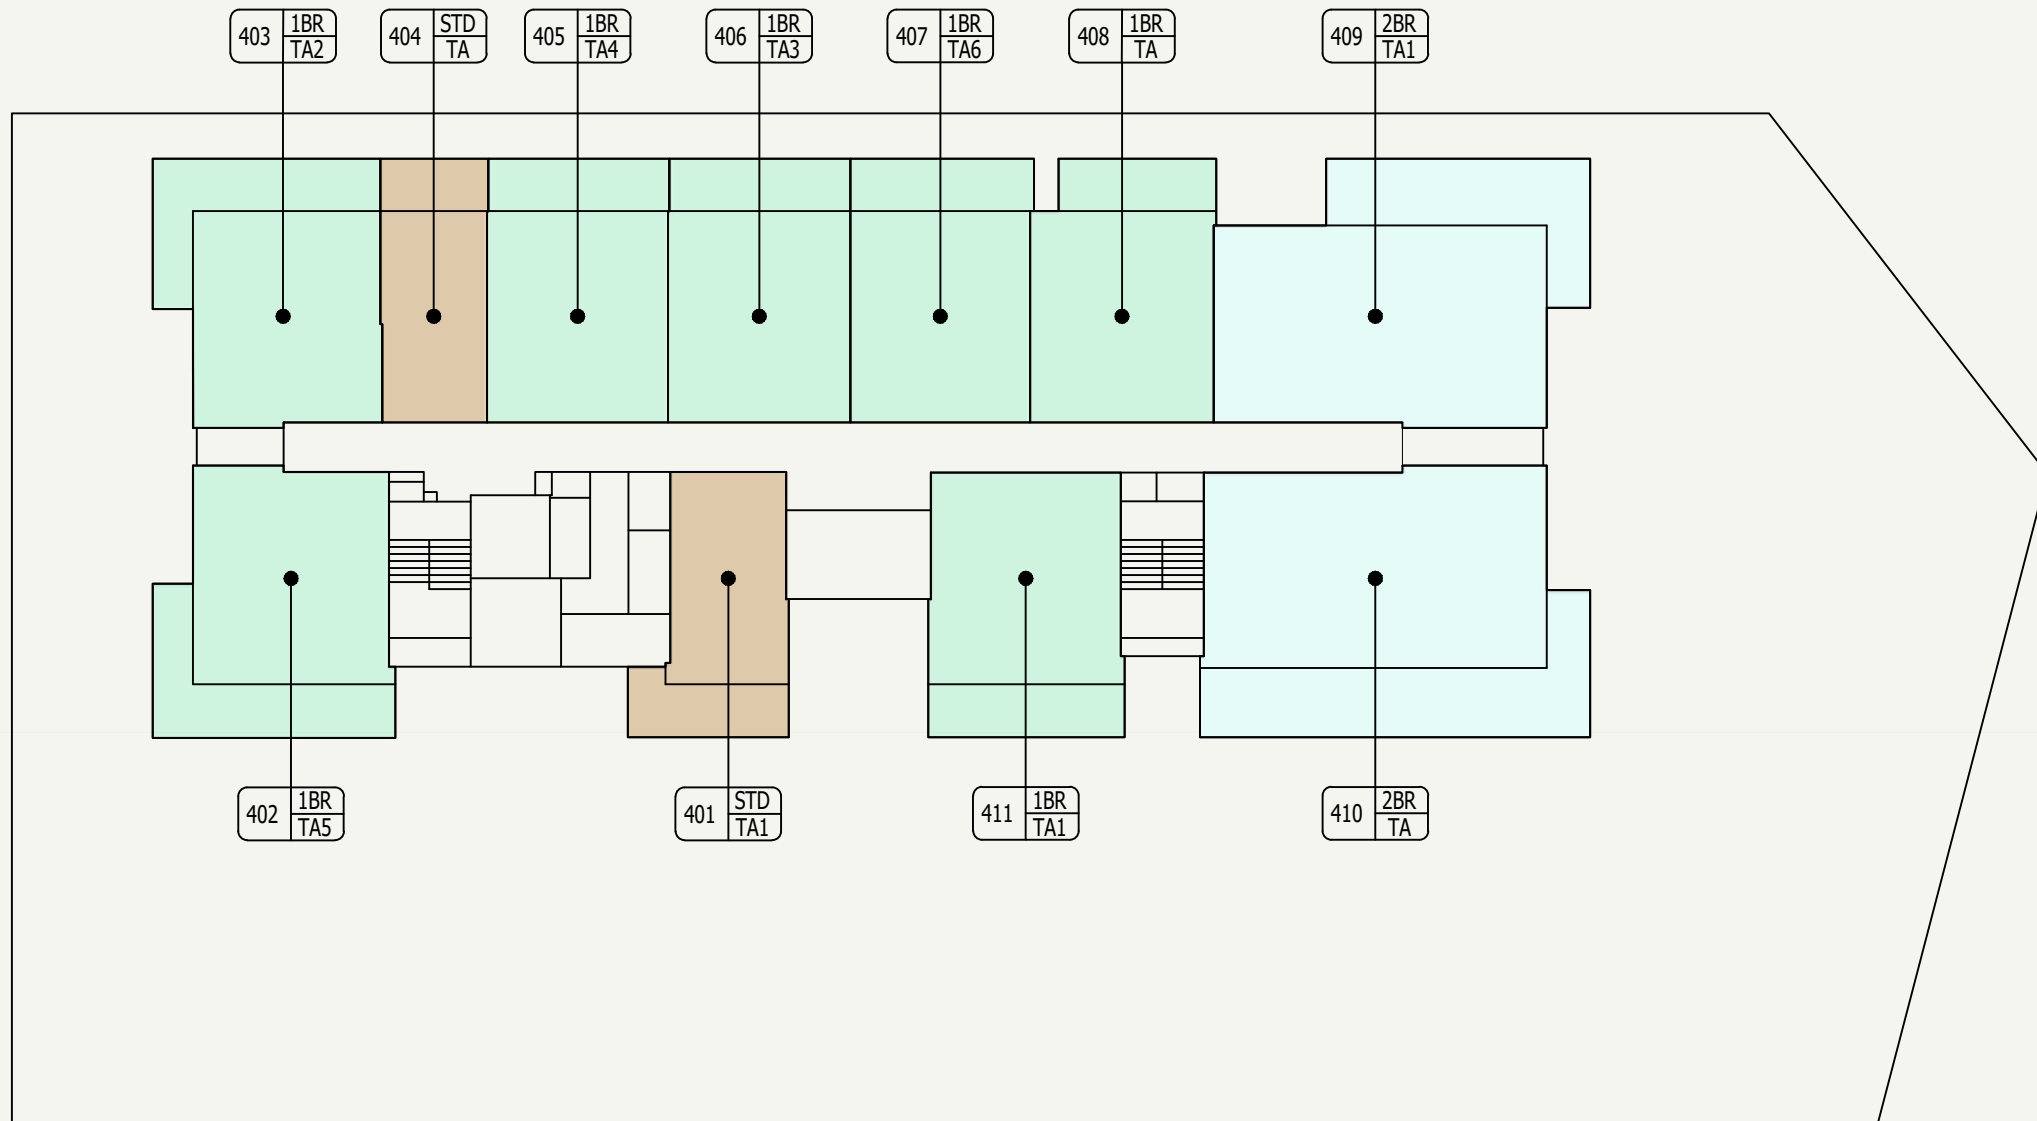 403 1BR TA2
404 STD TA
405 1BR TA4
406 1BR TA3
407 1BR TA6
408 1BR TA
409 2BR TA1
402 1BR TA5
401 STD TA1
411 1BR TA1
410 2BR TA